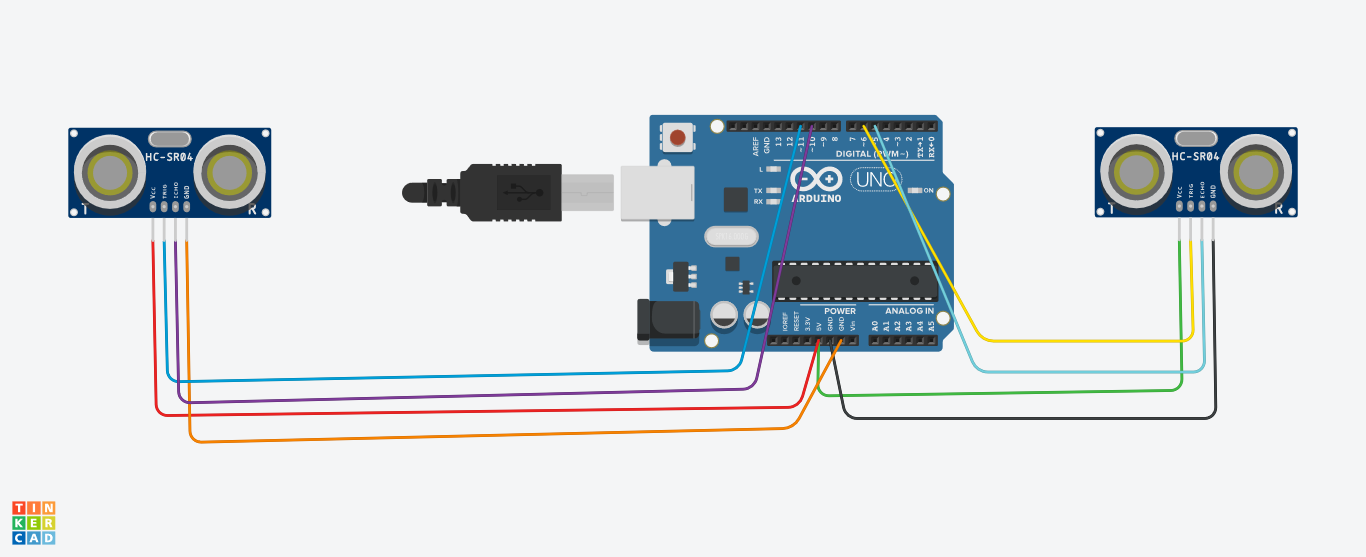 HC-SR04
VCC
TRIG
ECHO
GND
T
R
AREF
GND
13
12
~11
~10
~9
8
7
~6
~5
4
~3
2
TX→1
RX←0
DIGITAL (PWM~)
L
TX
RX
UNO
ON
ARDUINO
POWER
ANALOG IN
IOREF
RESET
3.3V
5V
GND
GND
Vin
A0
A1
A2
A3
A4
A5
HC-SR04
VCC
TRIG
ECHO
GND
T
R
TIN
KER
CAD